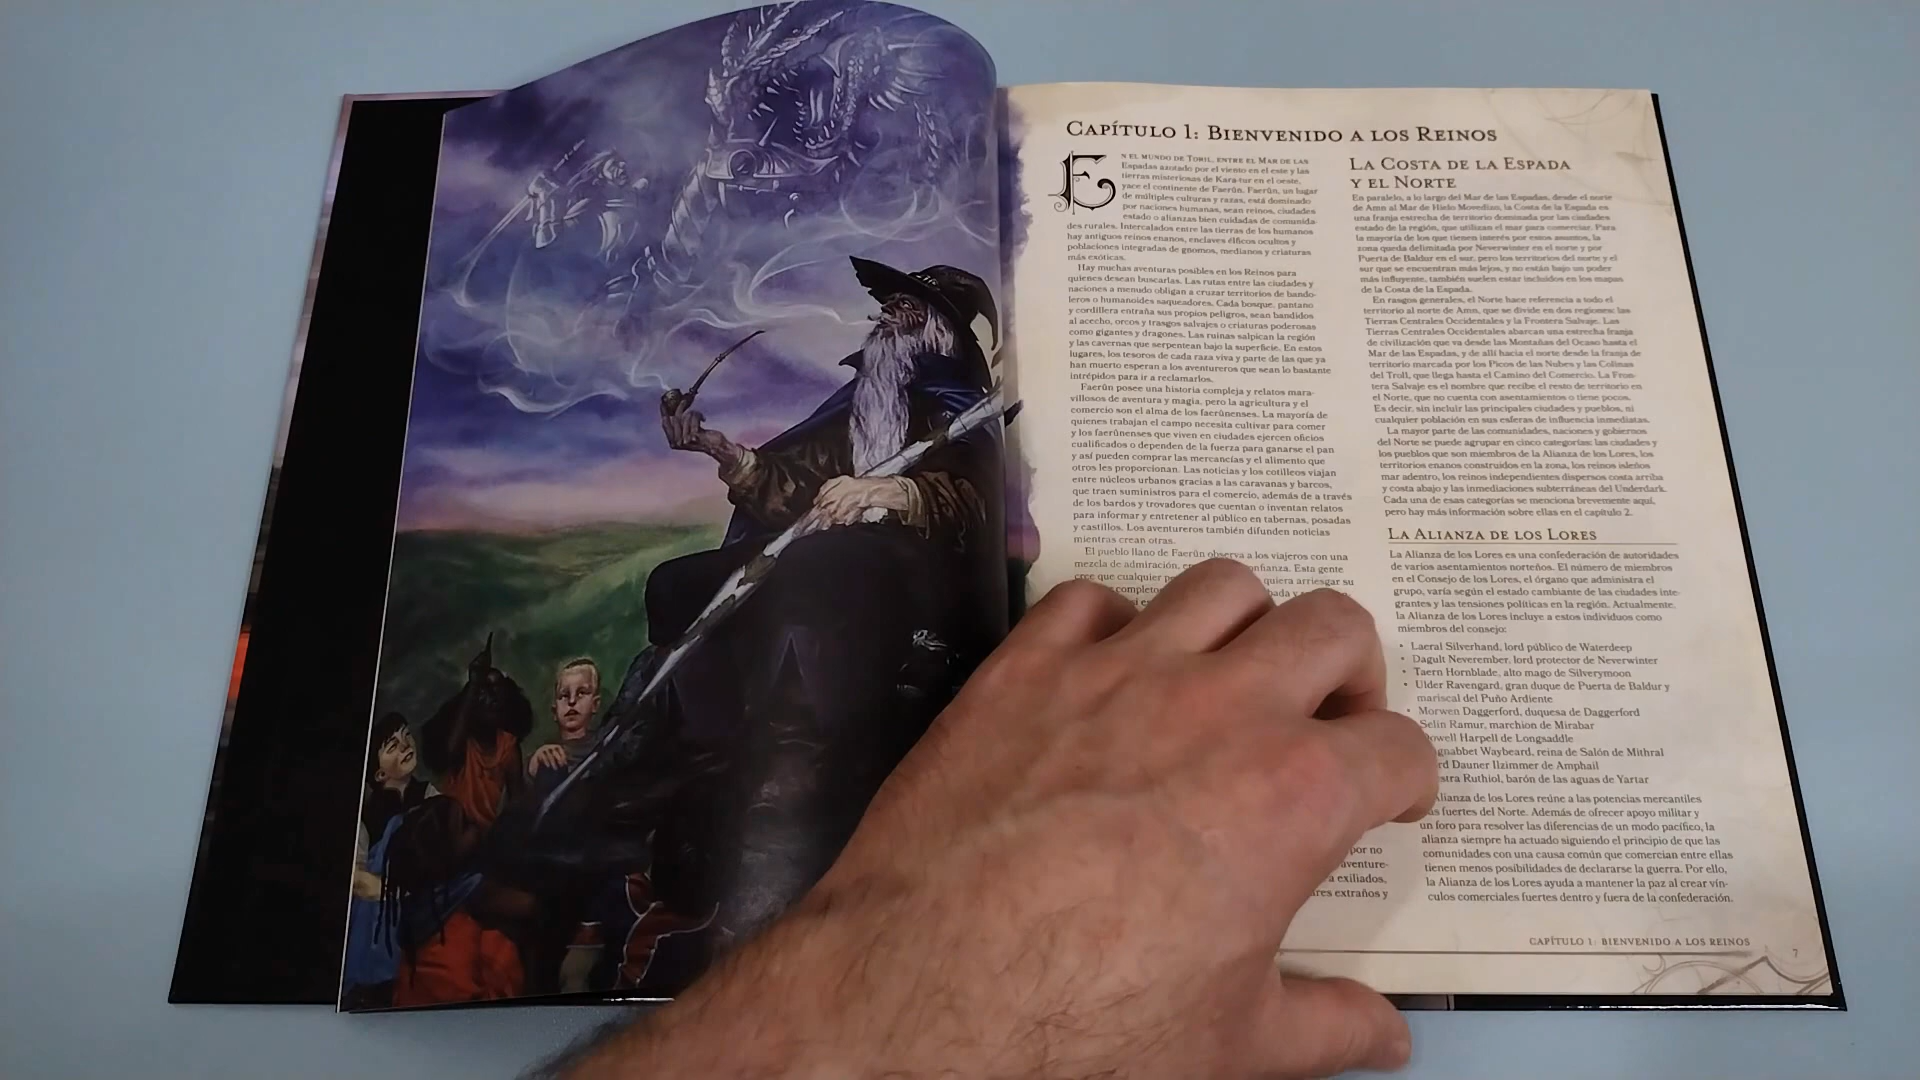 CAPÍTULO 1: BIENVENIDO A LOS REINOS
EN EL MUNDO DE TORIL, ENTRE EL MAR DE LAS
Espadas azotado por el viento en el este y las
tierras misteriosas de Kara-tur en el oeste,
yace el continente de Faerûn. Faerûn, un lugar
de múltiples culturas y razas, está dominado
por naciones humanas, sean reinos, ciudades
estado o alianzas bien cuidadas de comunida-
des rurales. Intercalados entre las tierras de los humanos
hay antiguos reinos enanos, enclaves élficos ocultos y
poblaciones integradas de gnomos, medianos y criaturas
más exóticas.
Hay muchas aventuras posibles en los Reinos para
quienes desean buscarlas. Las rutas entre las ciudades y
naciones a menudo obligan a cruzar territorios de bando-
leros o humanoides saqueadores. Cada bosque, pantano
y cordillera entraña sus propios peligros, sean bandidos
al acecho, orcos y trasgos salvajes o criaturas poderosas
como gigantes y dragones. Las ruinas salpican la región
y las cavernas que serpentean bajo la superficie. En estos
lugares, los tesoros de cada raza viva y parte de las que ya
han muerto esperan a los aventureros que sean lo bastante
intrépidos para ir a reclamarlos.
Faerûn posee una historia compleja y relatos mara-
villosos de aventura y magia, pero la agricultura y el
comercio son el alma de los faerûnenses. La mayoría de
quienes trabajan el campo necesita cultivar para comer
y los faerûnenses que viven en ciudades ejercen oficios
cualificados o dependen de la fuerza para ganarse el pan
y así pueden comprar las mercancías y el alimento que
otros les proporcionan. Las noticias y los cotilleos viajan
entre núcleos urbanos gracias a las caravanas y barcos,
que traen suministros para el comercio, además de a través
de los bardos y trovadores que cuentan o inventan relatos
para informar y entretener al público en tabernas, posadas
y castillos. Los aventureros también difunden noticias
mientras crean otras.
El pueblo llano de Faerûn observa a los viajeros con una
mezcla de admiración, en onfianza. Esta gente
cree que cualquier pe quiera arriesgar su
completo bada y
por no
aventure-
a exiliados,
res extraños y
LA COSTA DE LA ESPADA
Y EL NORTE
En paralelo, a lo largo del Mar de las Espadas, desde el norte
de Amn al Mar de Hielo Movedizo, la Costa de la Espada es
una franja estrecha de territorio dominada por las ciudades
estado de la región, que utilizan el mar para comerciar. Para
la mayoría de los que tienen interés por estos asuntos, la
zona queda delimitada por Neverwinter en el norte y por
Puerta de Baldur en el sur, pero los territorios del norte y el
sur que se encuentran más lejos, y no están bajo un poder
más influyente, también suelen estar incluidos en los mapas
de la Costa de la Espada.
En rasgos generales, el Norte hace referencia a todo el
territorio al norte de Amn, que se divide en dos regiones: las
Tierras Centrales Occidentales y la Frontera Salvaje. Las
Tierras Centrales Occidentales abarcan una estrecha franja
de civilización que va desde las Montañas del Ocaso hasta el
Mar de las Espadas, y de allí hacia el norte desde la franja de
territorio marcada por los Picos de las Nubes y las Colinas
del Troll, que llega hasta el Camino del Comercio. La Fron-
tera Salvaje es el nombre que recibe el resto de territorio en
el Norte, que no cuenta con asentamientos o tiene pocos.
Es decir, sin incluir las principales ciudades y pueblos, ni
cualquier población en sus esferas de influencia inmediatas.
La mayor parte de las comunidades, naciones y gobiernos
del Norte se puede agrupar en cinco categorías: las ciudades y
los pueblos que son miembros de la Alianza de los Lores, los
territorios enanos construidos en la zona, los reinos isleños
mar adentro, los reinos independientes dispersos costa arriba
y costa abajo y las inmediaciones subterráneas del Underdark.
Cada una de esas categorías se menciona brevemente aquí,
pero hay más información sobre ellas en el capítulo 2.
LA ALIANZA DE LOS LORES
La Alianza de los Lores es una confederación de autoridades
de varios asentamientos norteños. El número de miembros
en el Consejo de los Lores, el órgano que administra el
grupo, varía según el estado cambiante de las ciudades inte-
grantes y las tensiones políticas en la región. Actualmente,
la Alianza de los Lores incluye a estos individuos como
miembros del consejo:
• Laeral Silverhand, lord público de Waterdeep
• Dagult Neverember, lord protector de Neverwinter
• Taern Hornblade, alto mago de Silverymoon
• Ulder Ravengard, gran duque de Puerta de Baldur y
mariscal del Puño Ardiente
• Morwen Daggerford, duquesa de Daggerford
Selin Ramur, marchion de Mirabar
owell Harpell de Longsaddle
gnabbet Waybeard, reina de Salón de Mithral
rd Dauner Ilzimmer de Amphail
stra Ruthiol, barón de las aguas de Yartar
Alianza de los Lores reúne a las potencias mercantiles
as fuertes del Norte. Además de ofrecer apoyo militar y
un foro para resolver las diferencias de un modo pacífico, la
alianza siempre ha actuado siguiendo el principio de que las
comunidades con una causa común que comercian entre ellas
tienen menos posibilidades de declararse la guerra. Por ello,
la Alianza de los Lores ayuda a mantener la paz al crear vín-
culos comerciales fuertes dentro y fuera de la confederación.
CAPÍTULO 1: BIENVENIDO A LOS REINOS
7